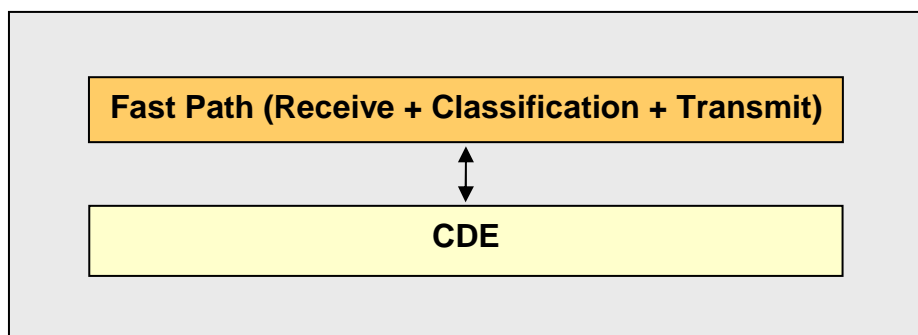 Fast Path (Receive + Classification + Transmit)
CDE